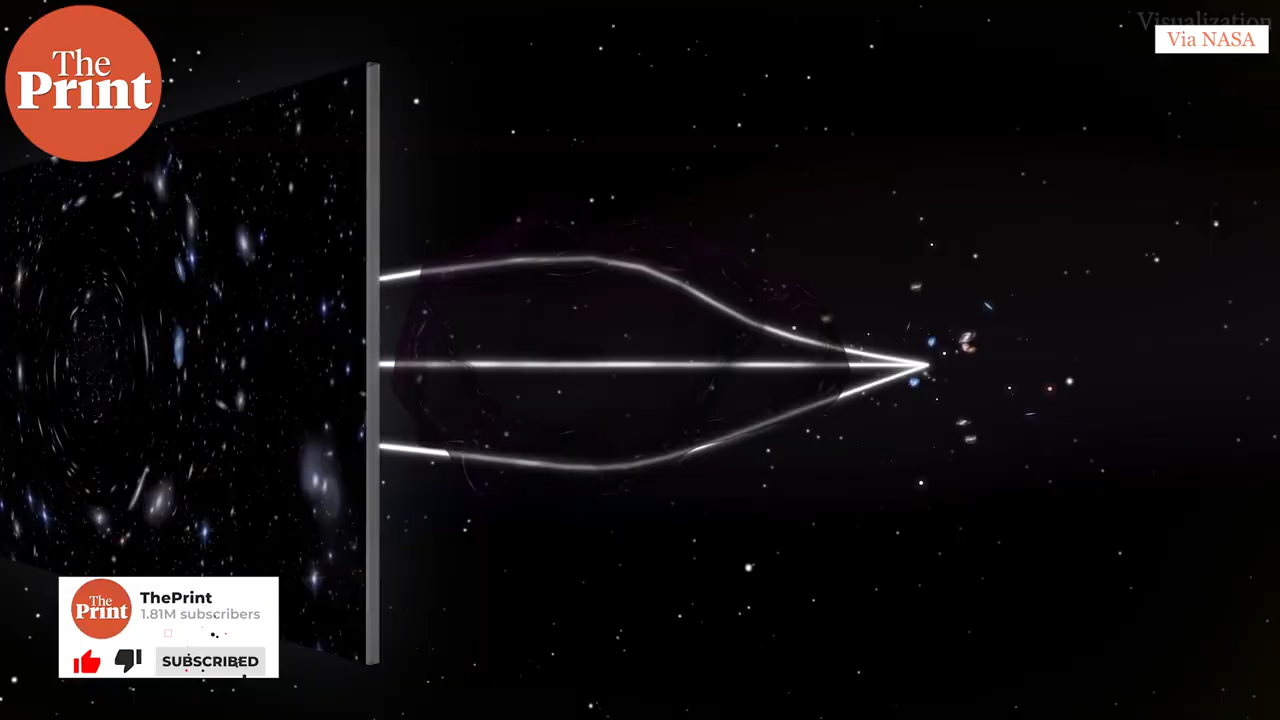 The
Print
Visualization
Via NASA
The
Print
ThePrint
1.81M subscribers
SUBSCRIBED